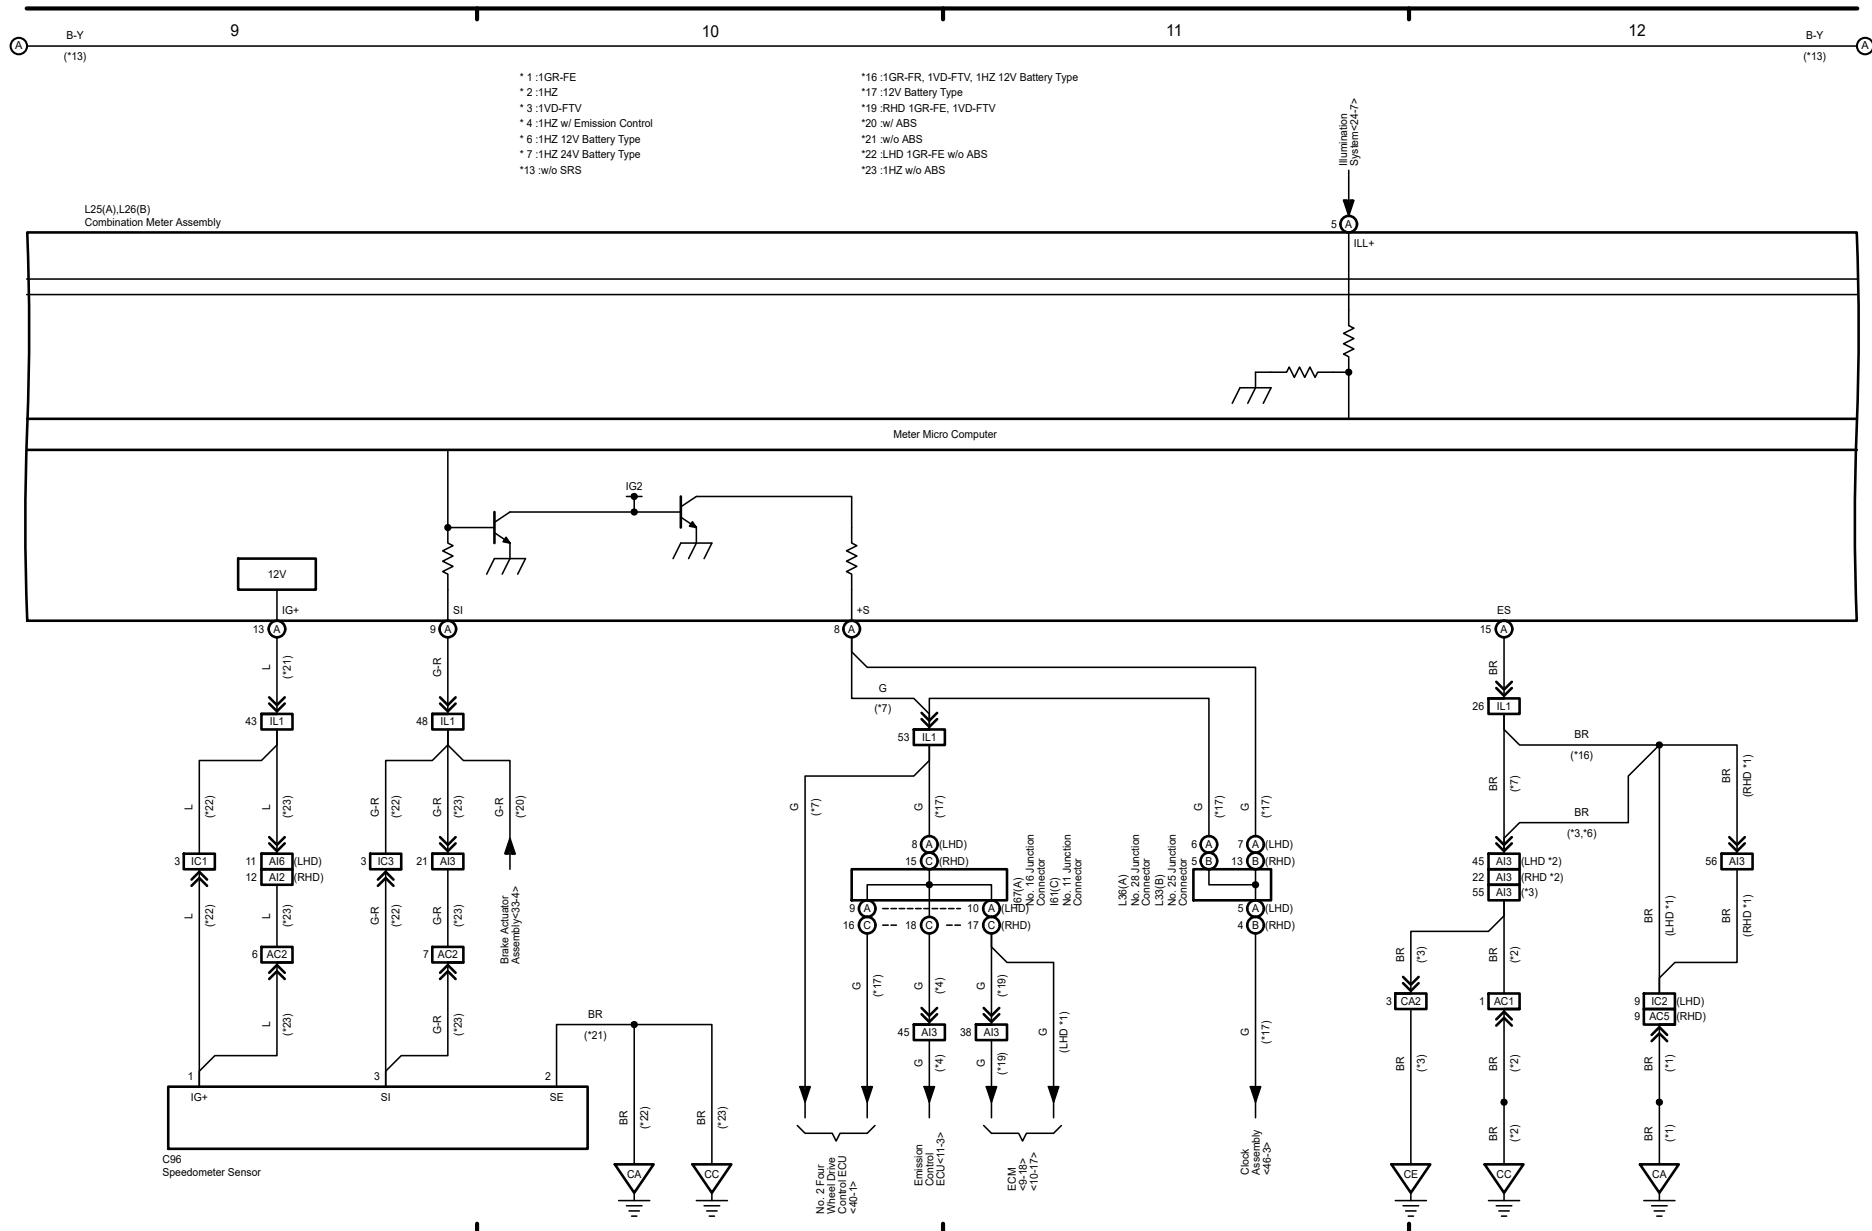 9
10
11
12
B-Y
(*13)
A
B-Y
(*13)
A
* 1 :1GR-FE
* 2 :1HZ
* 3 :1VD-FTV
* 4 :1HZ w/ Emission Control
* 6 :1HZ 12V Battery Type
* 7 :1HZ 24V Battery Type
*13 :w/o SRS
*16 :1GR-FR, 1VD-FTV, 1HZ 12V Battery Type
*17 :12V Battery Type
*19 :RHD 1GR-FE, 1VD-FTV
*20 :w/ ABS
*21 :w/o ABS
*22 :LHD 1GR-FE w/o ABS
*23 :1HZ w/o ABS
Illumination
System<24-7>
L25(A),L26(B)
Combination Meter Assembly
5 A
ILL+
Meter Micro Computer
IG2
12V
IG+
SI
+S
ES
13 A
9 A
8 A
15 A
L
(*21)
G-R
BR
43 IL1
48 IL1
G
(*7)
53 IL1
26 IL1
BR
(*16)
L
(*22)
L
(*23)
G-R
(*22)
G-R
(*23)
G-R
(*20)
G
(*7)
G
(*17)
G
(*17)
G
(*17)
BR
(*7)
BR
(*3,*6)
BR
(RHD *1)
3 IC1
11 AI6 (LHD)
12 AI2 (RHD)
3 IC3
21 AI3
Brake Actuator
Assembly<33-4>
8 A (LHD)
15 C (RHD)
I67(A)
No. 16 Junction
Connector
I61(C)
No. 11 Junction
Connector
9 A
10 A (LHD)
16 C
18 C
17 C (RHD)
L36(A)
No. 28 Junction
Connector
L33(B)
No. 25 Junction
Connector
6 A
5 B
7 A (LHD)
13 B (RHD)
5 A (LHD)
4 B (RHD)
45 AI3 (LHD *2)
22 AI3 (RHD *2)
55 AI3 (*3)
56 AI3
L
(*22)
L
(*23)
G-R
(*22)
G-R
(*23)
6 AC2
7 AC2
L
(*23)
G-R
(*23)
BR
(*21)
G
(*17)
G
(*4)
G
(*19)
45 AI3
38 AI3
G
(*4)
G
(*19)
G
(LHD *1)
G
(*17)
BR
(*3)
BR
(*2)
BR
(LHD *1)
BR
(RHD *1)
3 CA2
1 AC1
9 IC2 (LHD)
9 AC5 (RHD)
BR
(*3)
BR
(*2)
BR
(*1)
BR
(*2)
BR
(*1)
1
3
2
IG+
SI
SE
C96
Speedometer Sensor
BR
(*22)
BR
(*23)
CA
CC
No. 2 Four
Wheel Drive
Control ECU
<40-1>
Emission
Control
ECU<11-3>
ECM
<9-18>
<10-17>
Clock
Assembly
<46-3>
CE
CC
CA